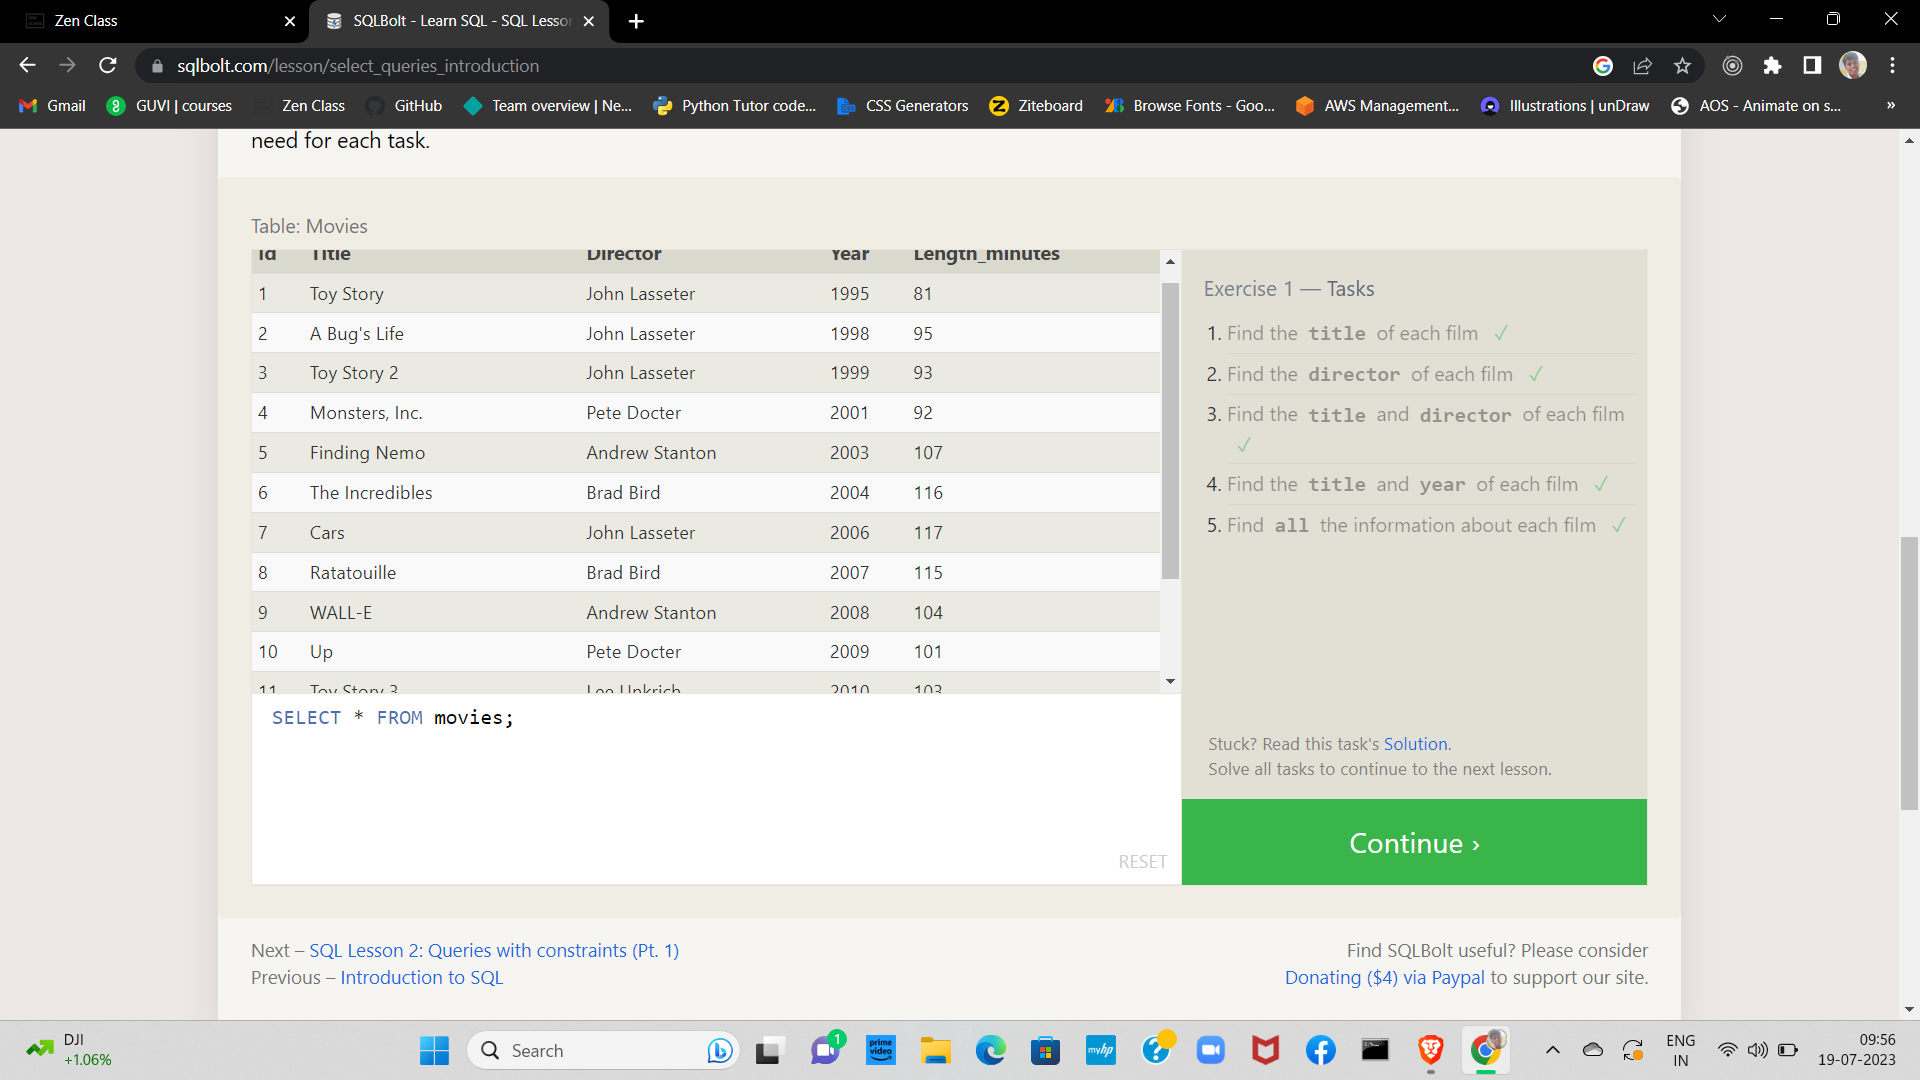 Zen Class
SQLBolt - Learn SQL - SQL Lesson
sqlbolt.com/lesson/select_queries_introduction
Gmail
GUVI | courses
Zen Class
GitHub
Team overview | Ne...
Python Tutor code...
CSS Generators
Ziteboard
Browse Fonts - Goo...
AWS Management...
Illustrations | unDraw
AOS - Animate on s...
»
need for each task.
Table: Movies
Id Title Director Year Length_minutes
1 Toy Story John Lasseter 1995 81
2 A Bug's Life John Lasseter 1998 95
3 Toy Story 2 John Lasseter 1999 93
4 Monsters, Inc. Pete Docter 2001 92
5 Finding Nemo Andrew Stanton 2003 107
6 The Incredibles Brad Bird 2004 116
7 Cars John Lasseter 2006 117
8 Ratatouille Brad Bird 2007 115
9 WALL-E Andrew Stanton 2008 104
10 Up Pete Docter 2009 101
11 Toy Story 3 Lee Unkrich 2010 103
SELECT * FROM movies;
RESET
Exercise 1 — Tasks
1. Find the title of each film ✓
2. Find the director of each film ✓
3. Find the title and director of each film
✓
4. Find the title and year of each film ✓
5. Find all the information about each film ✓
Stuck? Read this task's Solution.
Solve all tasks to continue to the next lesson.
Continue ›
Next – SQL Lesson 2: Queries with constraints (Pt. 1)
Previous – Introduction to SQL
Find SQLBolt useful? Please consider
Donating ($4) via Paypal to support our site.
DJI
+1.06%
Search
1
prime
video
myhp
ENG
IN
09:56
19-07-2023